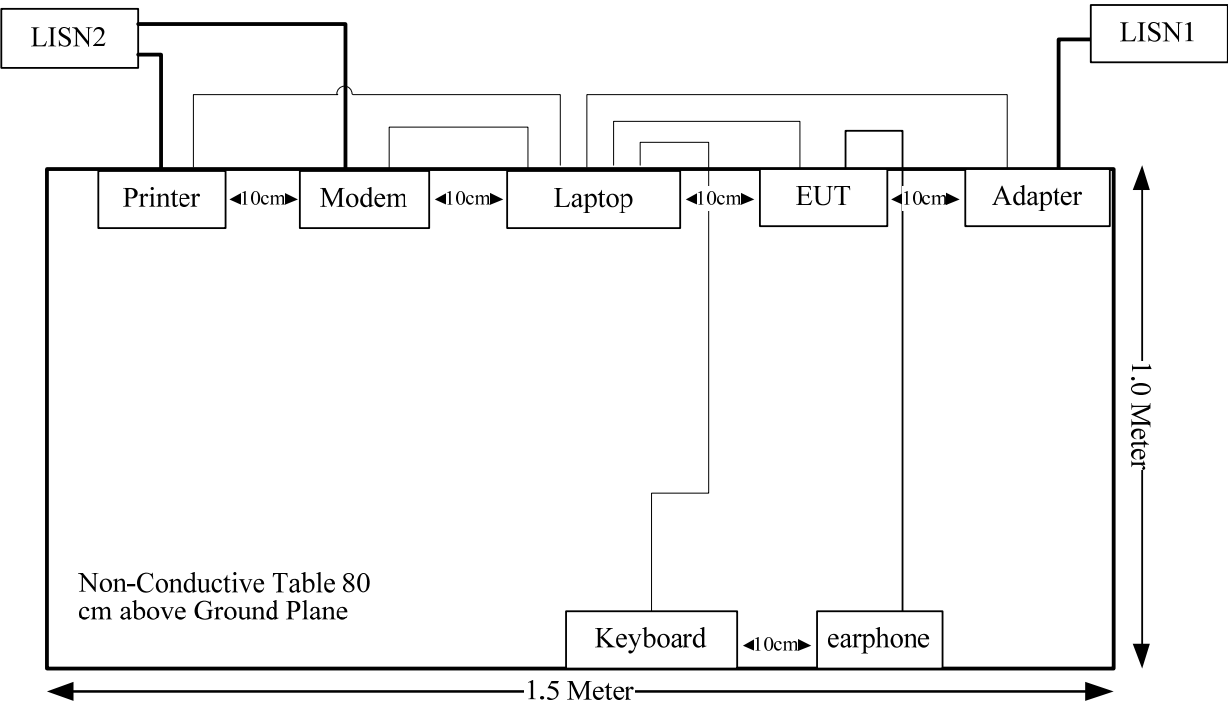 LISN2
LISN1
Printer
10cm
Modem
10cm
Laptop
10cm
EUT
10cm
Adapter
1.0 Meter
Non-Conductive Table 80
cm above Ground Plane
Keyboard
10cm
earphone
1.5 Meter